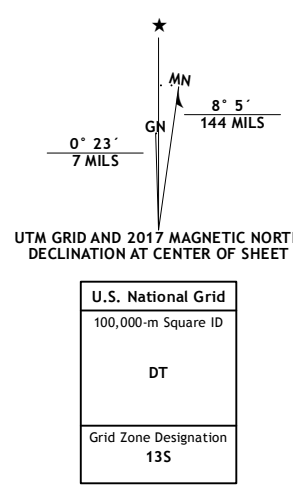 MN
8° 5´
144 MILS
GN
0° 23´
7 MILS
UTM GRID AND 2017 MAGNETIC NORT
DECLINATION AT CENTER OF SHEET
U.S. National Grid
100,000-m Square ID
DT
Grid Zone Designation
13S